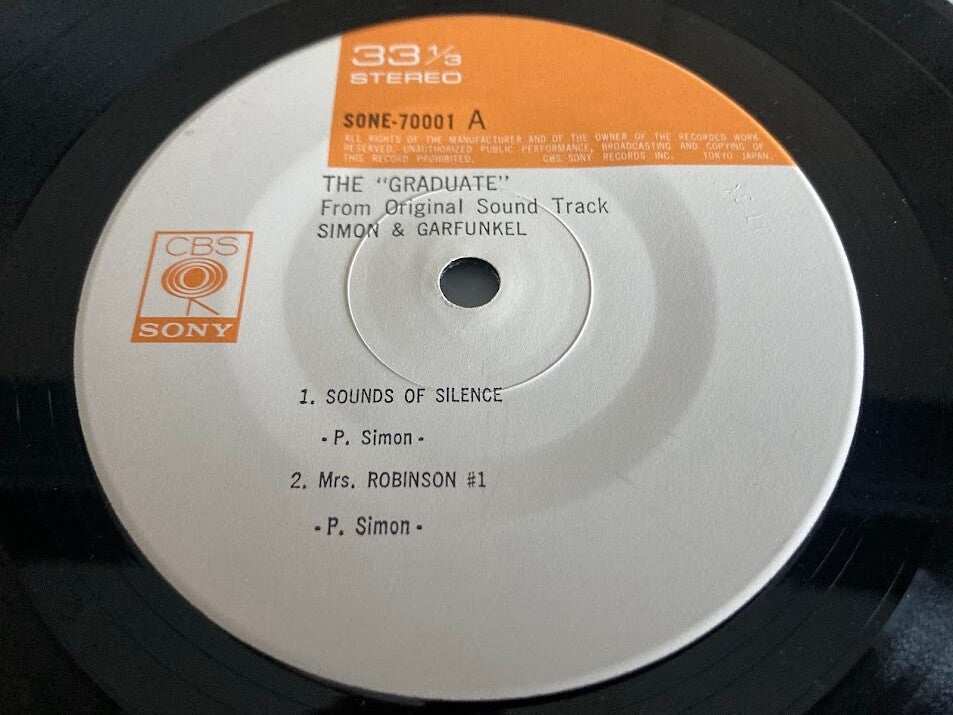 33 1/3
STEREO
SONE-70001 A
ALL RIGHTS OF THE MANUFACTURER AND OF THE OWNER OF THE RECORDED WORK
RESERVED. UNAUTHORIZED PUBLIC PERFORMANCE, BROADCASTING AND COPYING OF
THIS RECORD PROHIBITED. CBS/SONY RECORDS INC. TOKYO JAPAN.
THE "GRADUATE"
From Original Sound Track
SIMON & GARFUNKEL
CBS
SONY
1. SOUNDS OF SILENCE
- P. Simon -
2. Mrs. ROBINSON #1
- P. Simon -